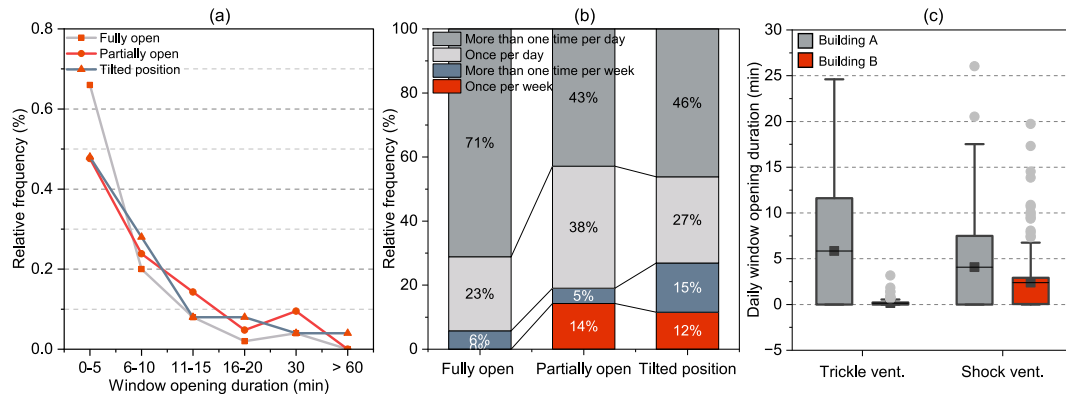 (a)
0.8
0.6
0.4
0.2
0.0
Relative frequency (%)
Fully open
Partially open
Tilted position
0-5
6-10
11-15
16-20
30
> 60
Window opening duration (min)
(b)
100
80
60
40
20
0
Relative frequency (%)
More than one time per day
Once per day
More than one time per week
Once per week
71%
23%
6%
0%
43%
38%
5%
14%
46%
27%
15%
12%
Fully open
Partially open
Tilted position
(c)
30
25
20
15
10
5
0
−5
Daily window opening duration (min)
Building A
Building B
Trickle vent.
Shock vent.